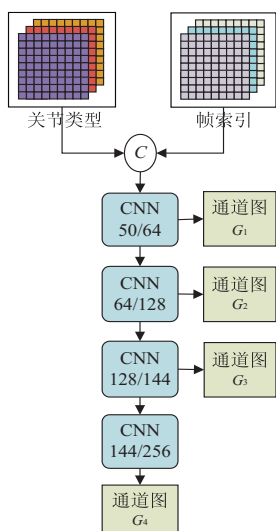 关节类型
帧索引
C
CNN
50/64
通道图
G₁
CNN
64/128
通道图
G₂
CNN
128/144
通道图
G₃
CNN
144/256
通道图
G₄